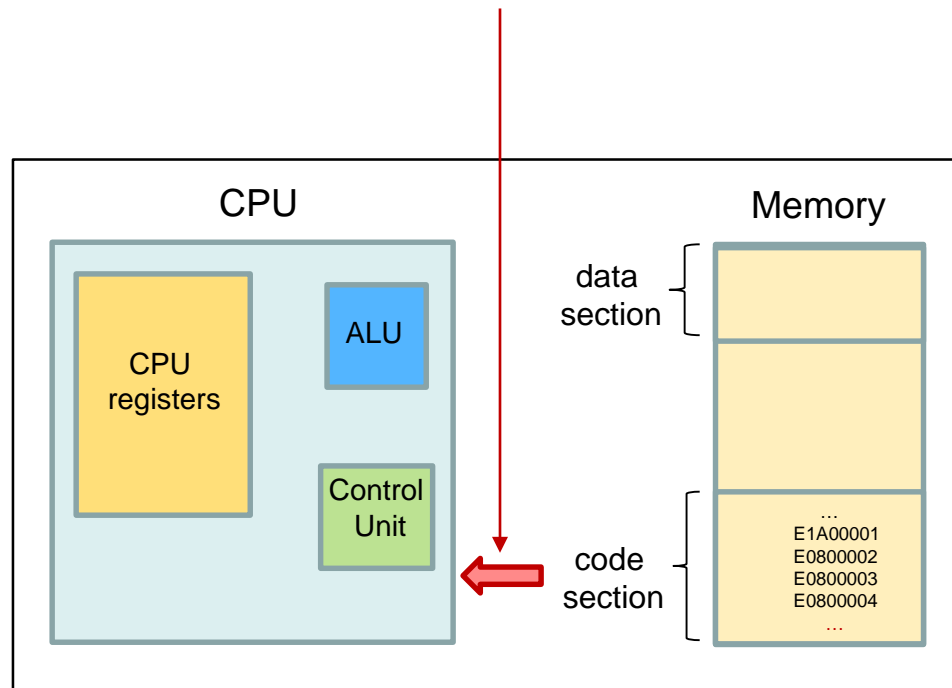 CPU
Memory
CPU
registers
ALU
Control
Unit
data
section
code
section
...
E1A00001
E0800002
E0800003
E0800004
...